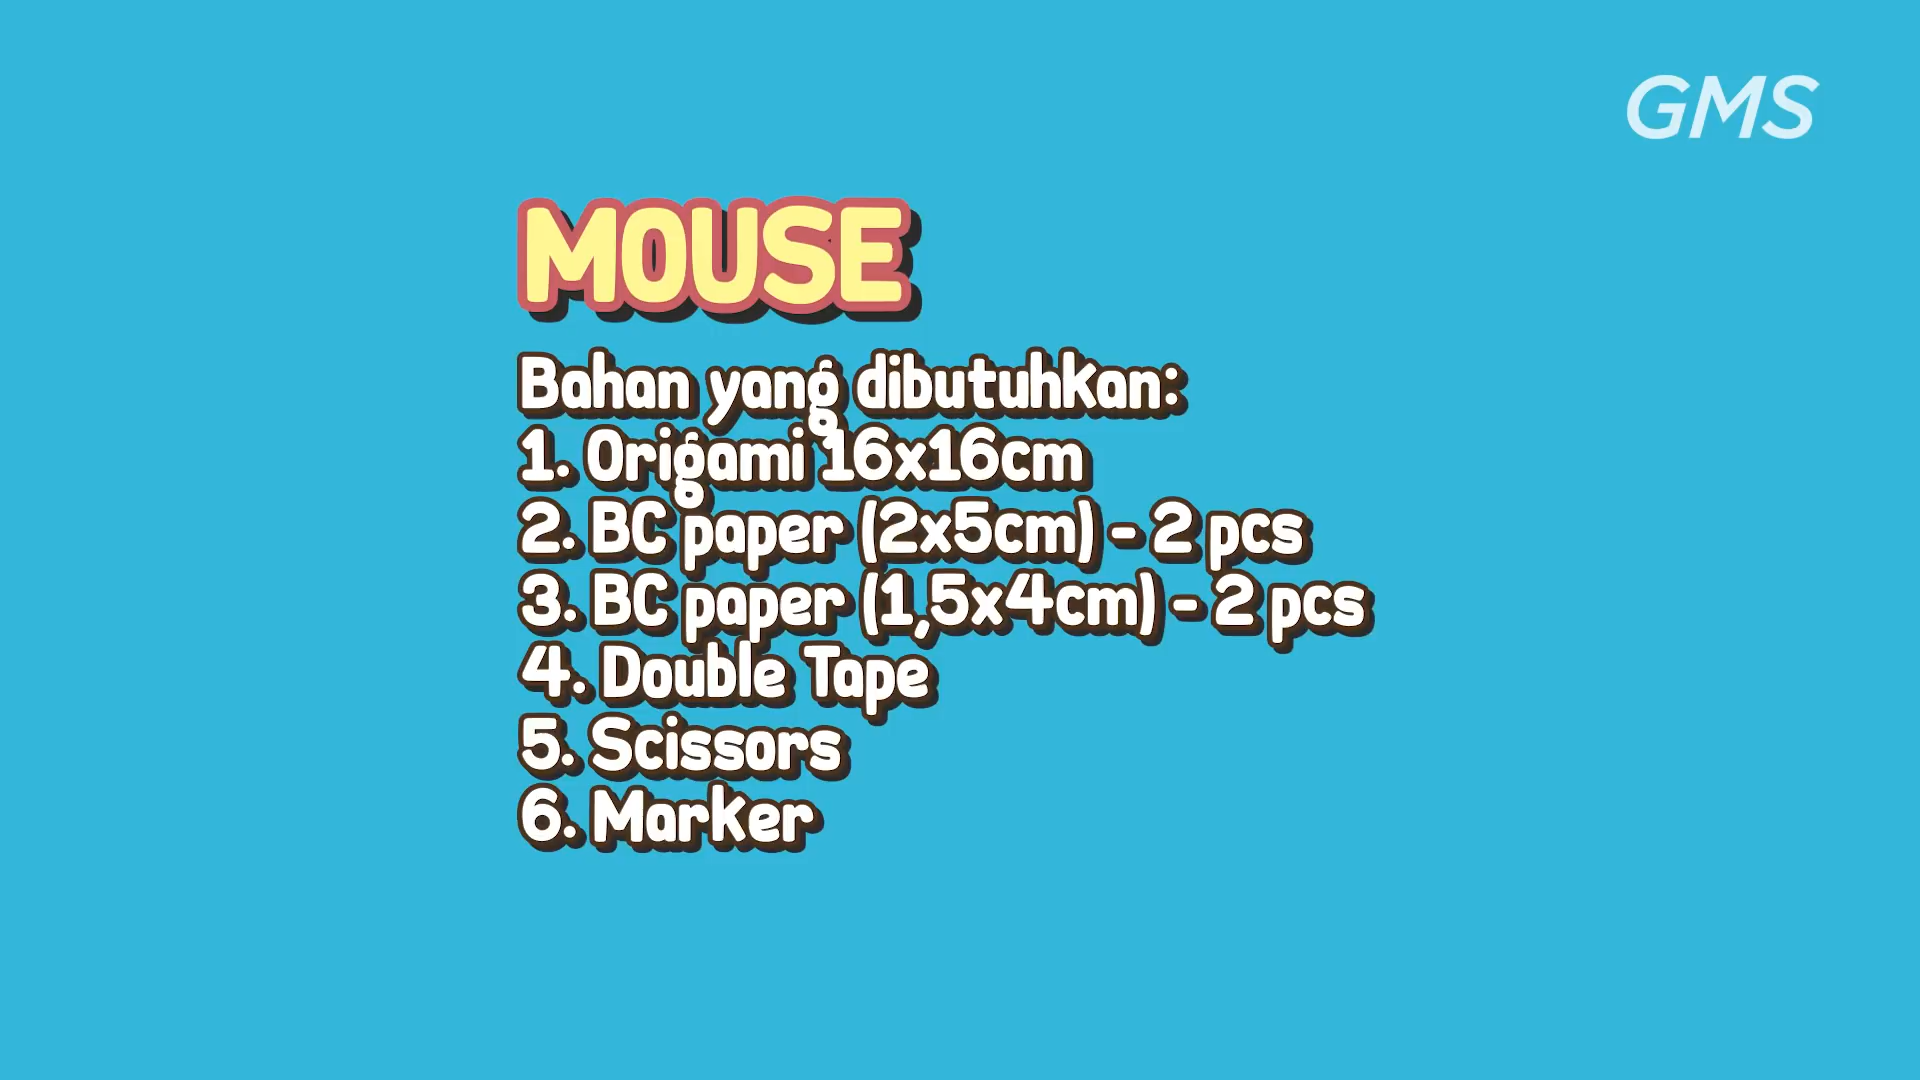 GMS
MOUSE
Bahan yang dibutuhkan:
1. Origami 16x16cm
2. BC paper (2x5cm) - 2 pcs
3. BC paper (1,5x4cm) - 2 pcs
4. Double Tape
5. Scissors
6. Marker